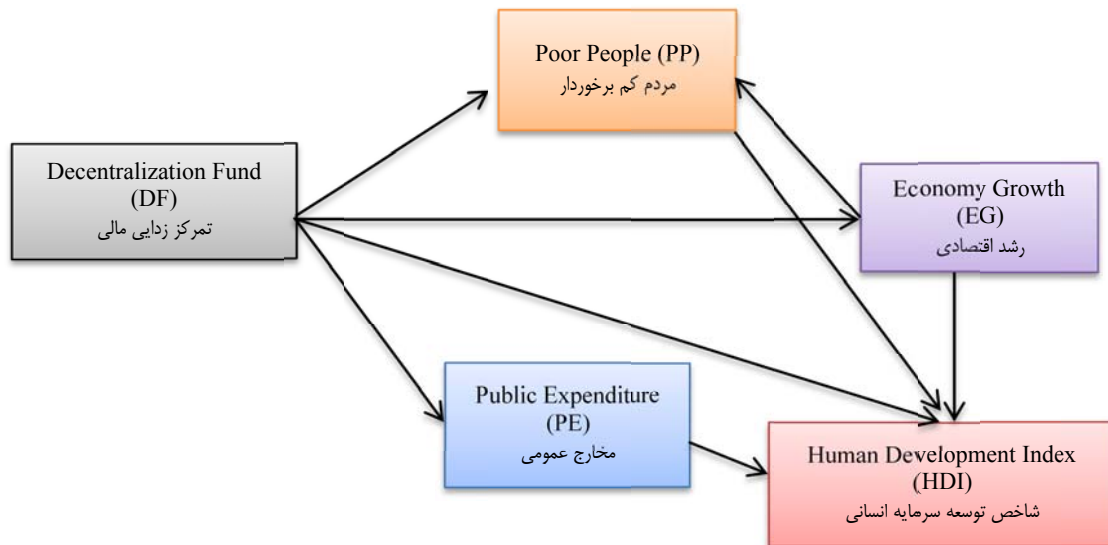 Poor People (PP)
مردم کم برخوردار
Decentralization Fund
(DF)
تمرکز زدایی مالی
Economy Growth
(EG)
رشد اقتصادی
Public Expenditure
(PE)
مخارج عمومی
Human Development Index
(HDI)
شاخص توسعه سرمایه انسانی